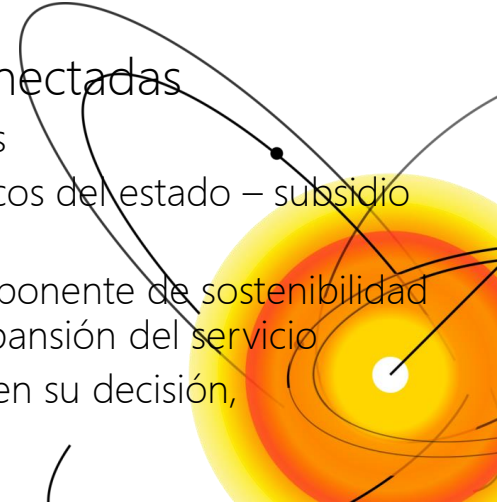 nectadas
s
cos del estado – subsidio
ponente de sostenibilidad
pansión del servicio
en su decisión,